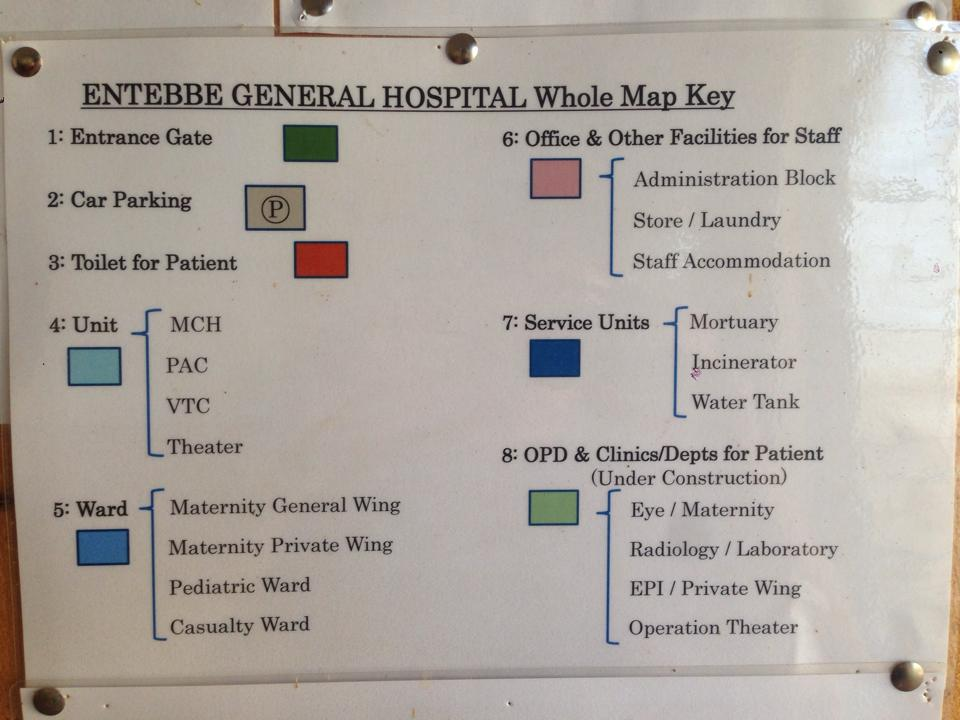 ENTEBBE GENERAL HOSPITAL Whole Map Key
1: Entrance Gate
2: Car Parking
P
3: Toilet for Patient
4: Unit
MCH
PAC
VTC
Theater
5: Ward
Maternity General Wing
Maternity Private Wing
Pediatric Ward
Casualty Ward
6: Office & Other Facilities for Staff
Administration Block
Store / Laundry
Staff Accommodation
7: Service Units
Mortuary
Incinerator
Water Tank
8: OPD & Clinics/Depts for Patient
(Under Construction)
Eye / Maternity
Radiology / Laboratory
EPI / Private Wing
Operation Theater